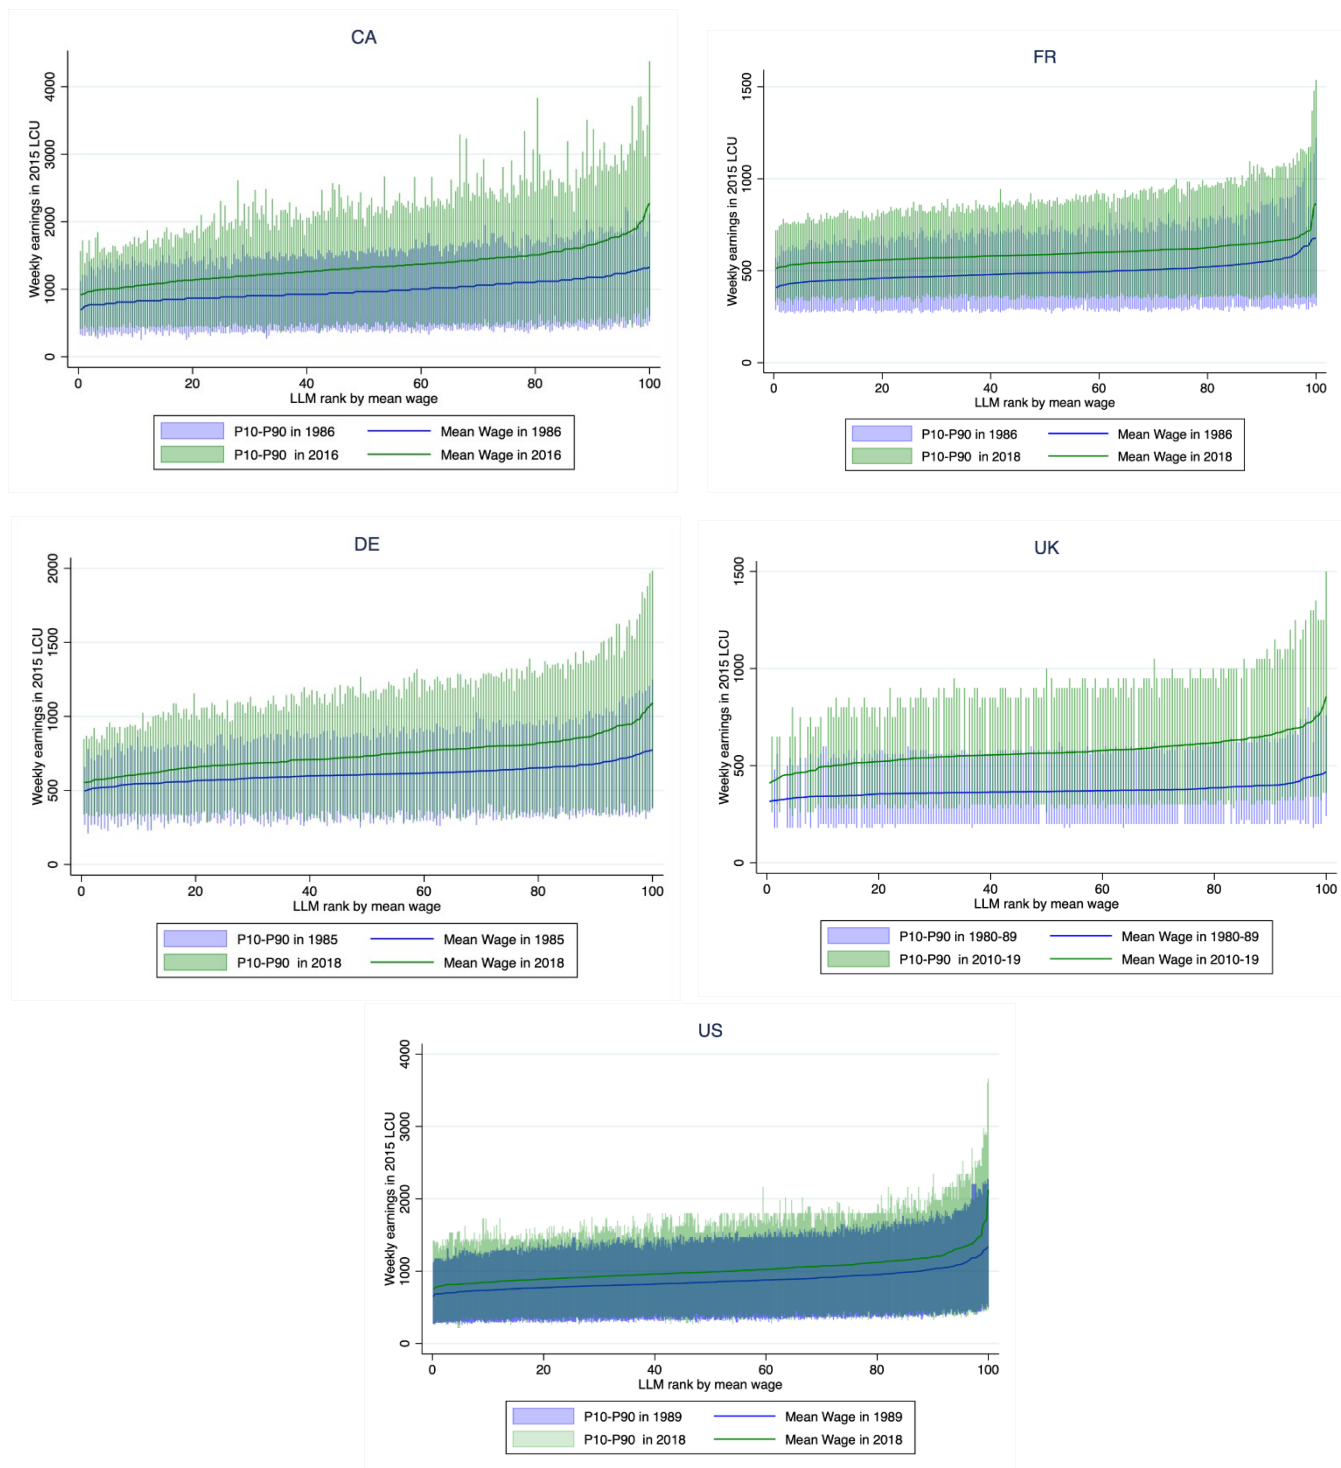 CA
Weekly earnings in 2015 LCU
4000
3000
2000
1000
0
0 20 40 60 80 100
LLM rank by mean wage
P10-P90 in 1986 Mean Wage in 1986
P10-P90 in 2016 Mean Wage in 2016
FR
Weekly earnings in 2015 LCU
1500
1000
500
0
0 20 40 60 80 100
LLM rank by mean wage
P10-P90 in 1986 Mean Wage in 1986
P10-P90 in 2018 Mean Wage in 2018
DE
Weekly earnings in 2015 LCU
2000
1500
1000
500
0
0 20 40 60 80 100
LLM rank by mean wage
P10-P90 in 1985 Mean Wage in 1985
P10-P90 in 2018 Mean Wage in 2018
UK
Weekly earnings in 2015 LCU
1500
1000
500
0
0 20 40 60 80 100
LLM rank by mean wage
P10-P90 in 1980-89 Mean Wage in 1980-89
P10-P90 in 2010-19 Mean Wage in 2010-19
US
Weekly earnings in 2015 LCU
4000
3000
2000
1000
0
0 20 40 60 80 100
LLM rank by mean wage
P10-P90 in 1989 Mean Wage in 1989
P10-P90 in 2018 Mean Wage in 2018